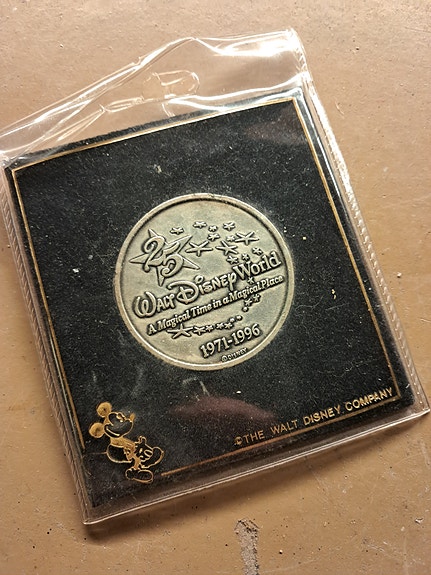 25
WALT DISNEY WORLD
A Magical Time in a Magical Place
1971-1996
© DISNEY
© THE WALT DISNEY COMPANY